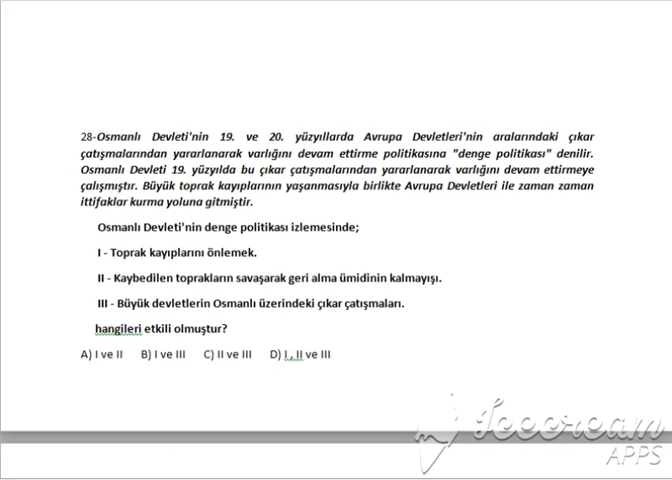 28-Osmanlı Devleti'nin 19. ve 20. yüzyıllarda Avrupa Devletleri'nin aralarındaki çıkar
çatışmalarından yararlanarak varlığını devam ettirme politikasına "denge politikası" denilir.
Osmanlı Devleti 19. yüzyılda bu çıkar çatışmalarından yararlanarak varlığını devam ettirmeye
çalışmıştır. Büyük toprak kayıplarının yaşanmasıyla birlikte Avrupa Devletleri ile zaman zaman
ittifaklar kurma yoluna gitmiştir.
Osmanlı Devleti'nin denge politikası izlemesinde;
I - Toprak kayıplarını önlemek.
II - Kaybedilen toprakların savaşarak geri alma ümidinin kalmayışı.
III - Büyük devletlerin Osmanlı üzerindeki çıkar çatışmaları.
hangileri etkili olmuştur?
A) I ve II B) I ve III C) II ve III D) I , II ve III
Icecream
APPS